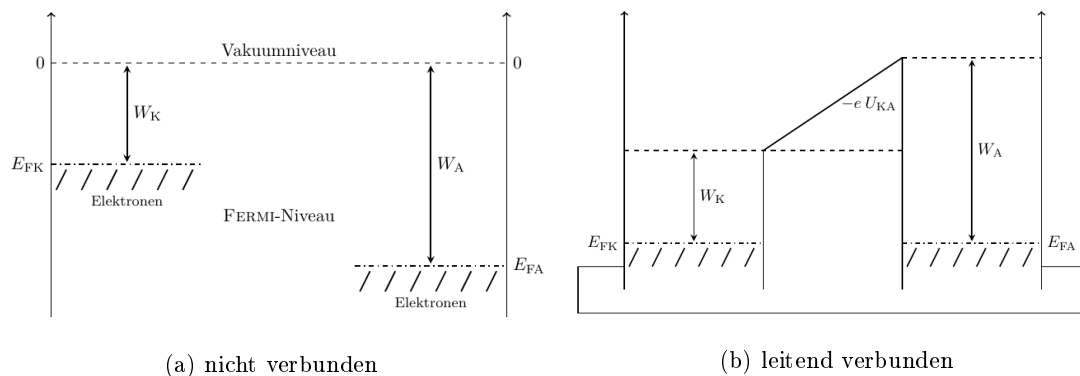 Vakuumniveau
0
0
W_K
E_FK
W_A
Elektronen
FERMI-Niveau
E_FA
Elektronen
(a) nicht verbunden
−e U_KA
W_A
W_K
E_FK
E_FA
(b) leitend verbunden